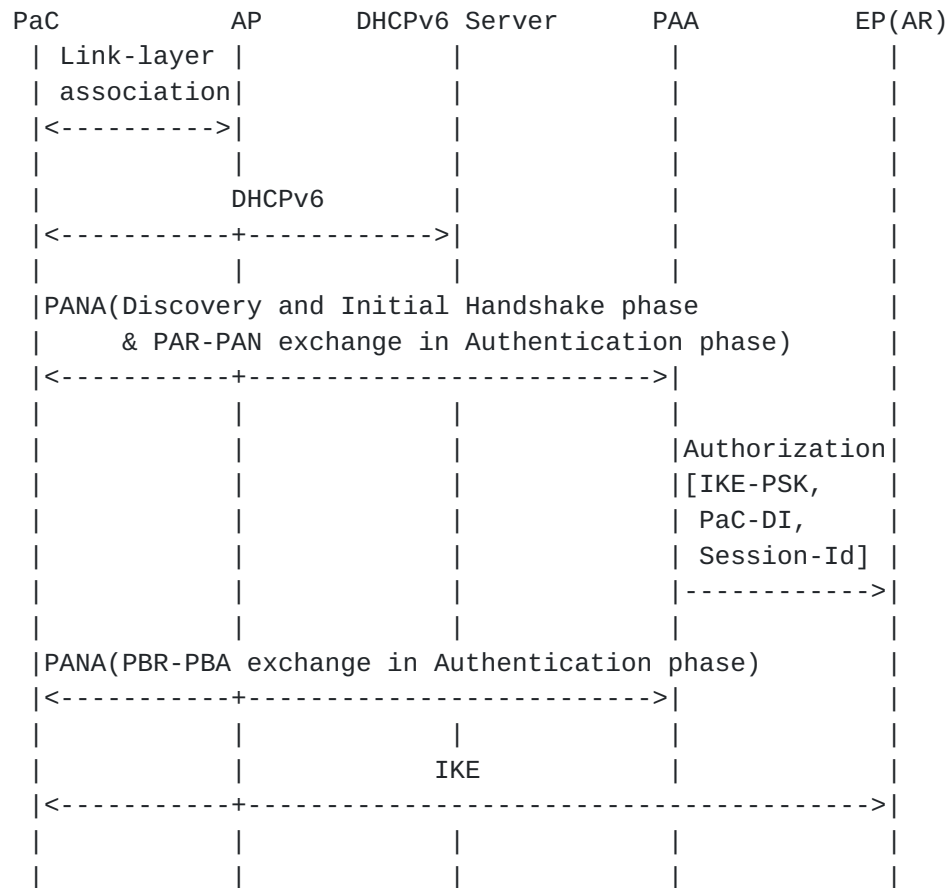 PaC AP DHCPv6 Server PAA EP(AR)
| Link-layer | | | |
| association| | | |
|<---------->| | | |
| | | | |
| DHCPv6 | | |
|<-----------+------------>| | |
| | | | |
|PANA(Discovery and Initial Handshake phase |
| & PAR-PAN exchange in Authentication phase) |
|<-----------+-------------------------->| |
| | | | |
| | | |Authorization|
| | | |[IKE-PSK, |
| | | | PaC-DI, |
| | | | Session-Id] |
| | | |------------>|
| | | | |
|PANA(PBR-PBA exchange in Authentication phase) |
|<-----------+-------------------------->| |
| | | | |
| | IKE | |
|<-----------+---------------------------------------->|
| | | | |
| | | | |